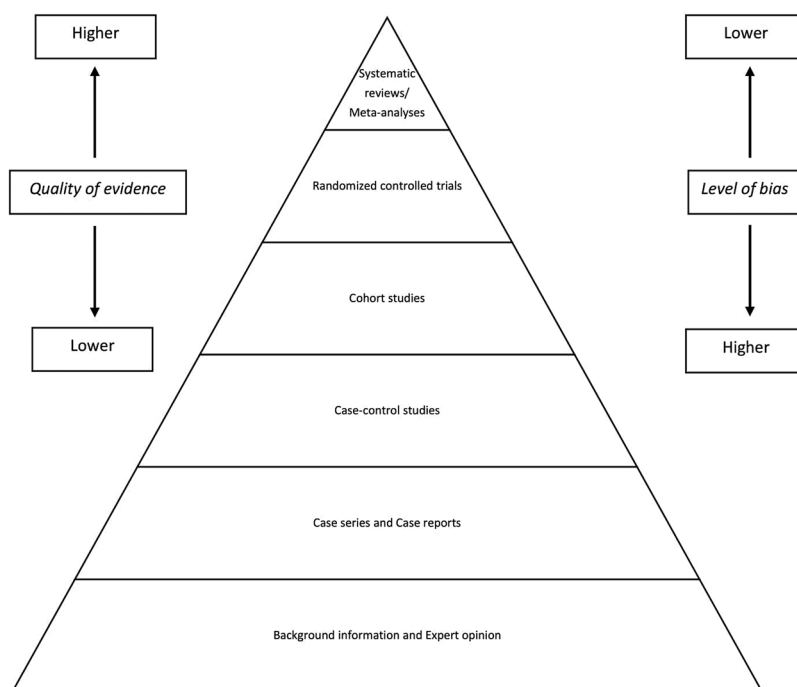 Higher
Lower
Systematic
reviews/
Meta-analyses
Quality of evidence
Randomized controlled trials
Level of bias
Cohort studies
Lower
Higher
Case-control studies
Case series and Case reports
Background information and Expert opinion